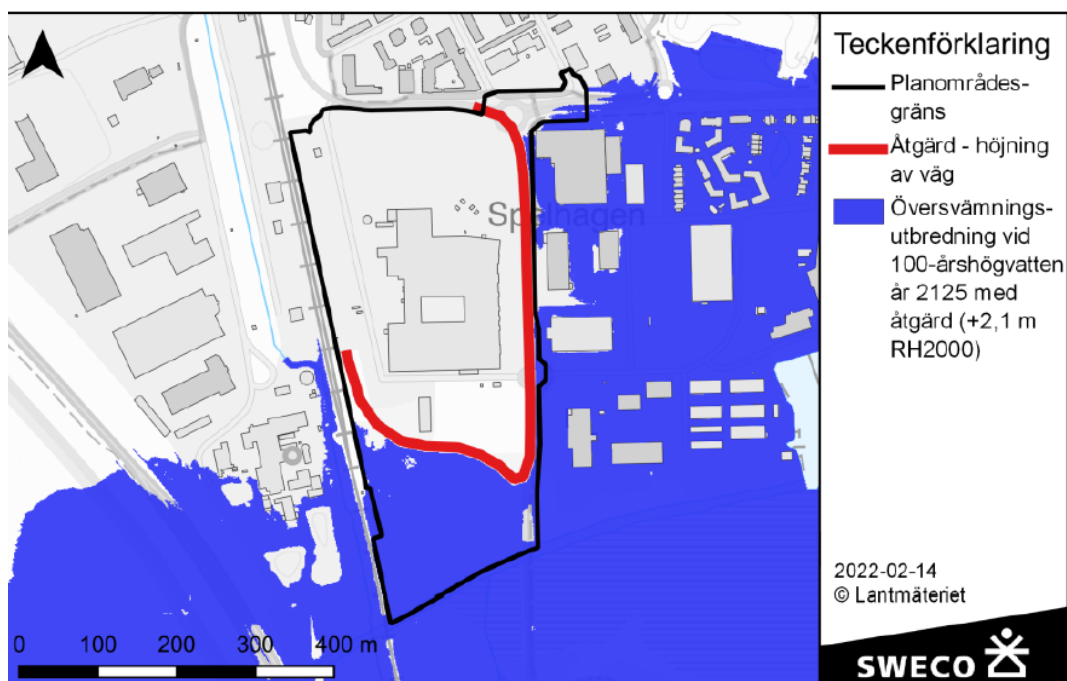 Teckenförklaring
Planområdes-
gräns
Åtgärd - höjning
av väg
Översvämnings-
utbredning vid
100-årshögvatten
år 2125 med
åtgärd (+2,1 m
RH2000)
Spelhagen
2022-02-14
© Lantmäteriet
0 100 200 300 400 m
SWECO